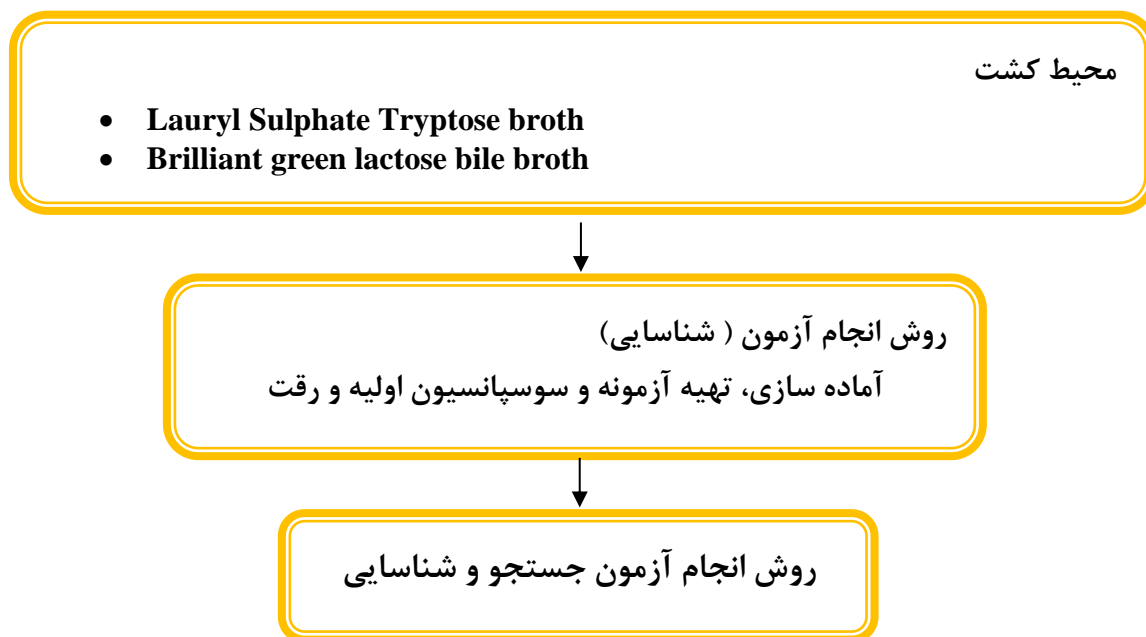 محیط کشت
• Lauryl Sulphate Tryptose broth
• Brilliant green lactose bile broth
روش انجام آزمون ( شناسایی)
آماده سازی، تهیه آزمونه و سوسپانسیون اولیه و رقت
روش انجام آزمون جستجو و شناسایی